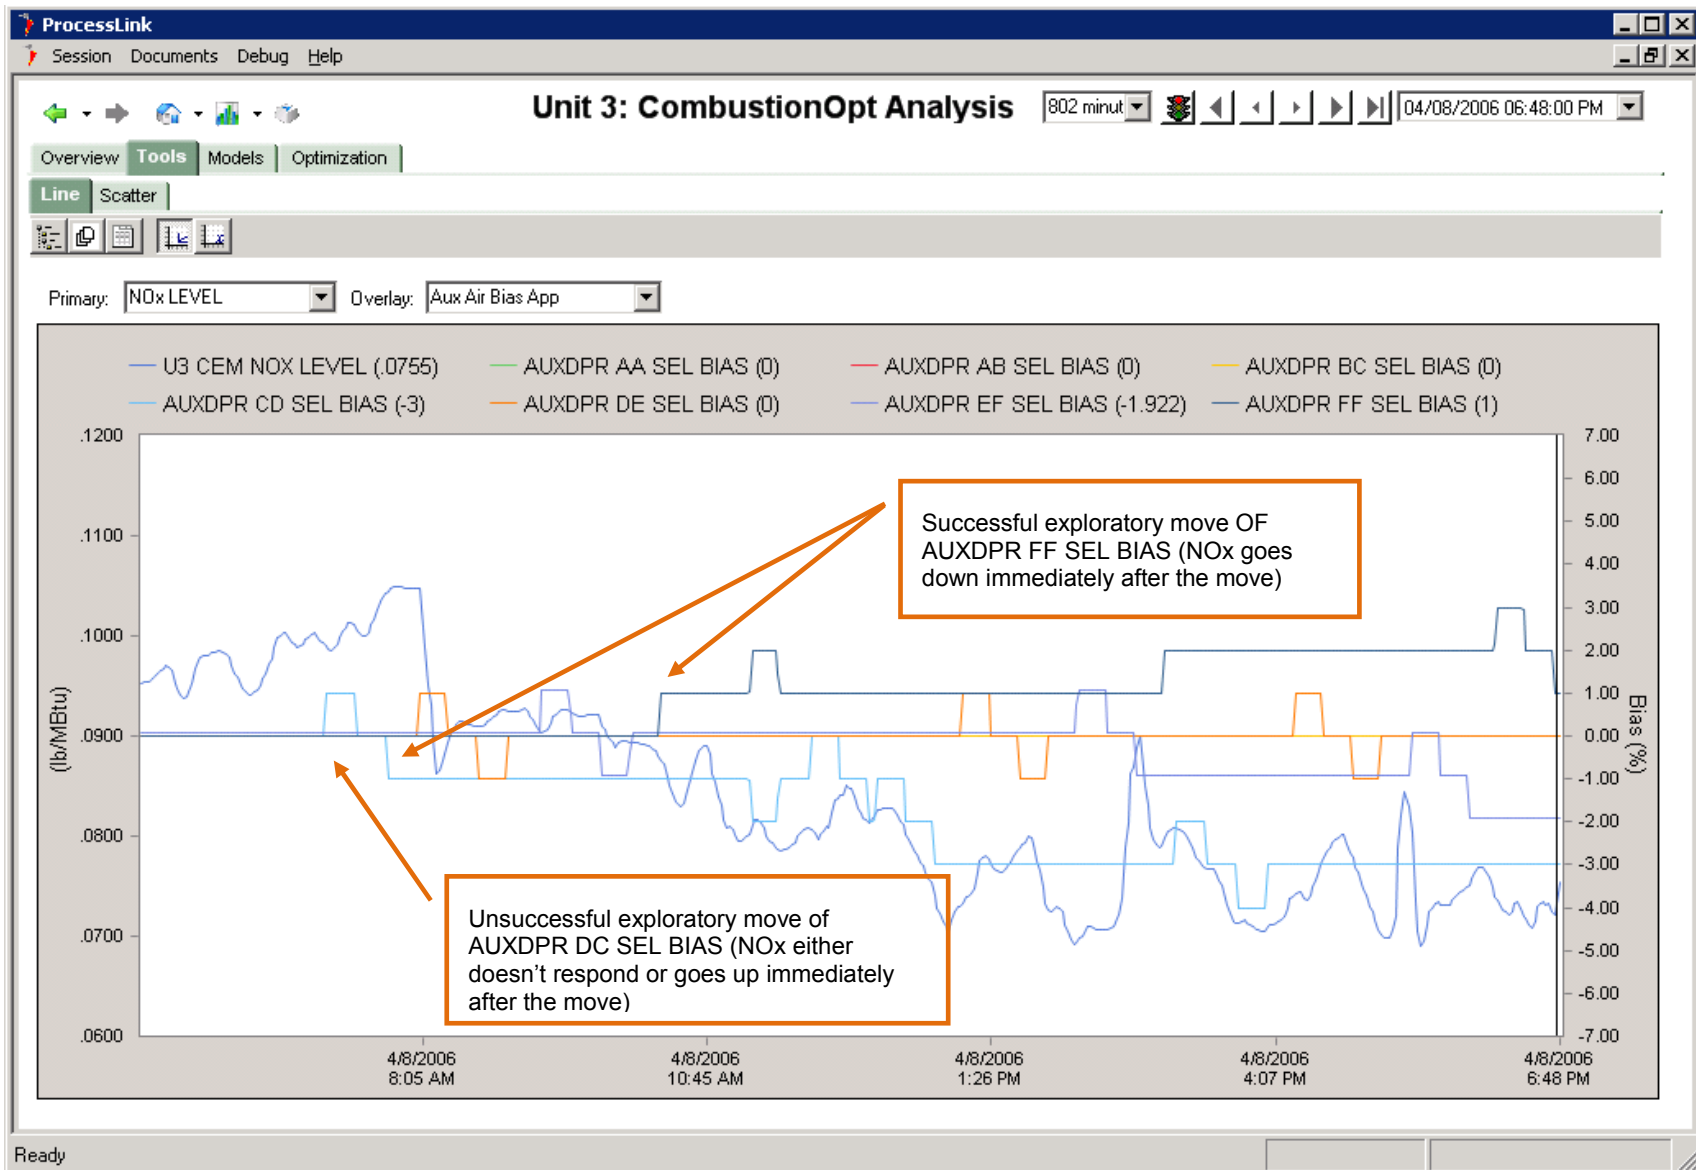 ProcessLink
Session Documents Debug Help
Unit 3: CombustionOpt Analysis
802 minut
04/08/2006 06:48:00 PM
Overview Tools Models Optimization
Line Scatter
Primary: NOx LEVEL Overlay: Aux Air Bias App
U3 CEM NOX LEVEL (.0755) AUXDPR AA SEL BIAS (0) AUXDPR AB SEL BIAS (0) AUXDPR BC SEL BIAS (0)
AUXDPR CD SEL BIAS (-3) AUXDPR DE SEL BIAS (0) AUXDPR EF SEL BIAS (-1.922) AUXDPR FF SEL BIAS (1)
.1200
.1100
.1000
.0900
.0800
.0700
.0600
(lb/MBtu)
Successful exploratory move OF
AUXDPR FF SEL BIAS (NOx goes
down immediately after the move)
Unsuccessful exploratory move of
AUXDPR DC SEL BIAS (NOx either
doesn't respond or goes up immediately
after the move)
7.00
6.00
5.00
4.00
3.00
2.00
1.00
0.00
-1.00
-2.00
-3.00
-4.00
-5.00
-6.00
-7.00
Bias (%)
4/8/2006
8:05 AM
4/8/2006
10:45 AM
4/8/2006
1:26 PM
4/8/2006
4:07 PM
4/8/2006
6:48 PM
Ready